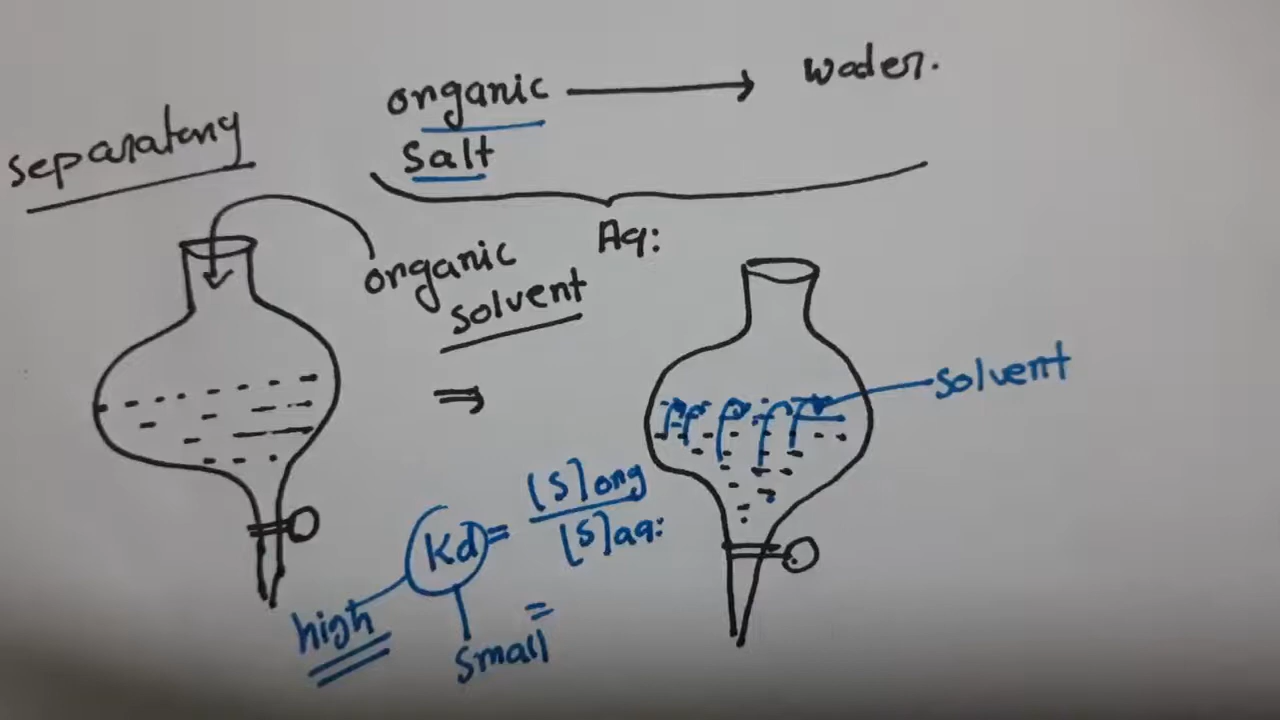 organic → water.
salt
separatory
Aq:
organic
solvent
⇒
solvent
Kd = [S]org
[S]aq:
high
small =